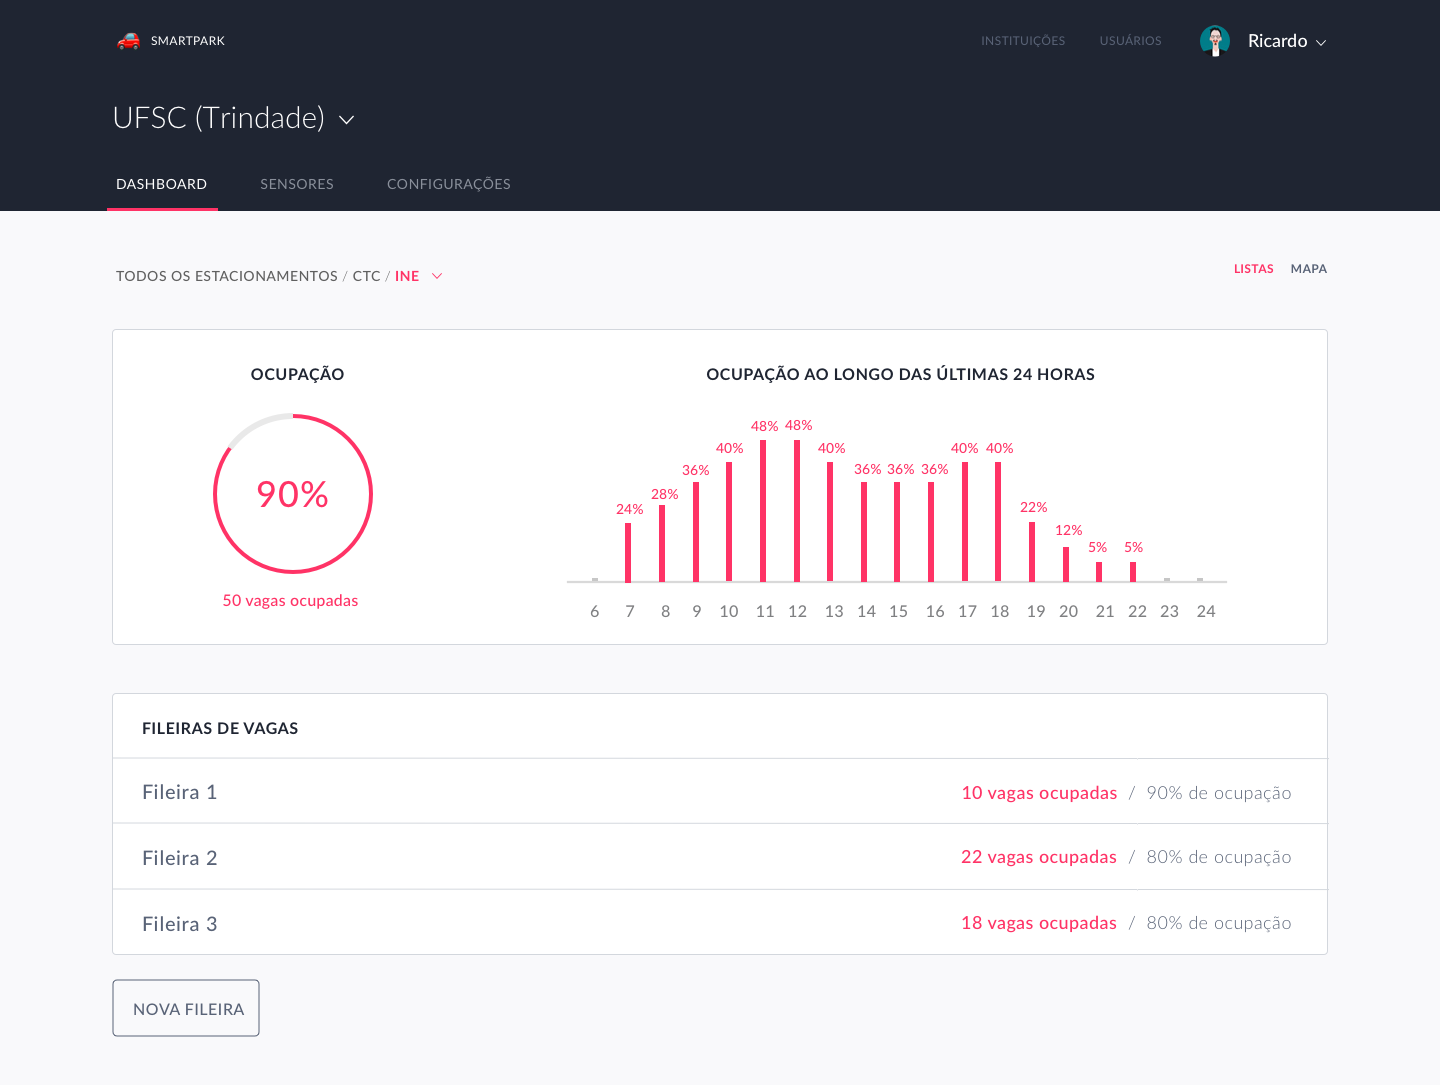 SMARTPARK
INSTITUIÇÕES USUÁRIOS Ricardo
UFSC (Trindade)
DASHBOARD SENSORES CONFIGURAÇÕES
TODOS OS ESTACIONAMENTOS / CTC / INE
LISTAS MAPA
OCUPAÇÃO
90%
50 vagas ocupadas
OCUPAÇÃO AO LONGO DAS ÚLTIMAS 24 HORAS
24% 28% 36% 40% 48% 48% 40% 36% 36% 36% 40% 40% 22% 12% 5% 5%
6 7 8 9 10 11 12 13 14 15 16 17 18 19 20 21 22 23 24
FILEIRAS DE VAGAS
Fileira 1 10 vagas ocupadas / 90% de ocupação
Fileira 2 22 vagas ocupadas / 80% de ocupação
Fileira 3 18 vagas ocupadas / 80% de ocupação
NOVA FILEIRA